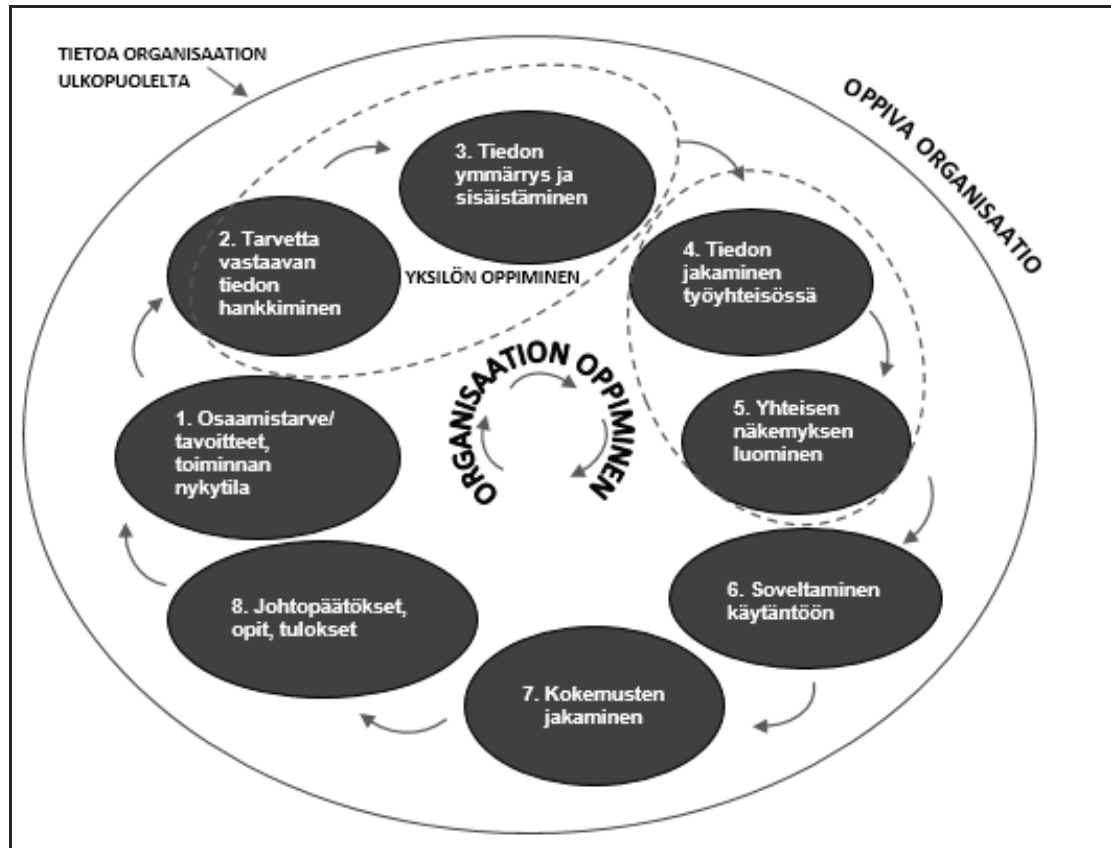 TIETOA ORGANISAATION
ULKOPUOLELTA
OPPIVA ORGANISAATIO
3. Tiedon
ymmärrys ja
sisäistäminen
2. Tarvetta
vastaavan
tiedon
hankkiminen
YKSILÖN OPPIMINEN
4. Tiedon
jakaminen
työyhteisössä
ORGANISAATION OPPIMINEN
1. Osaamistarve/
tavoitteet,
toiminnan
nykytila
5. Yhteisen
näkemyksen
luominen
6. Soveltaminen
käytäntöön
8. Johtopäätökset,
opit, tulokset
7. Kokemusten
jakaminen